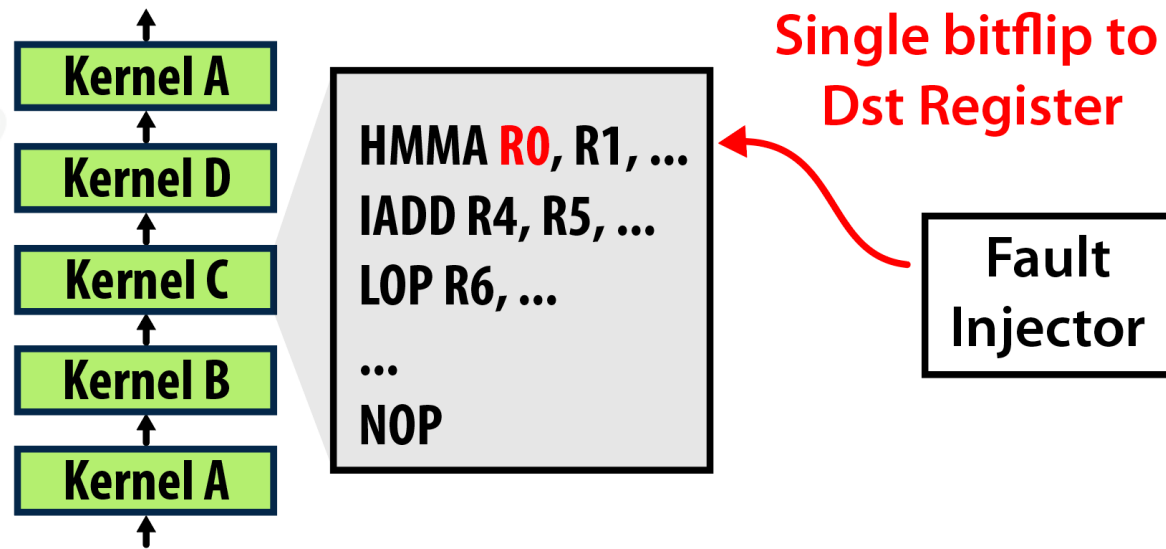 Kernel A
Kernel D
Kernel C
Kernel B
Kernel A
HMMA R0, R1, ...
IADD R4, R5, ...
LOP R6, ...
...
NOP
Single bitflip to
Dst Register
Fault
Injector